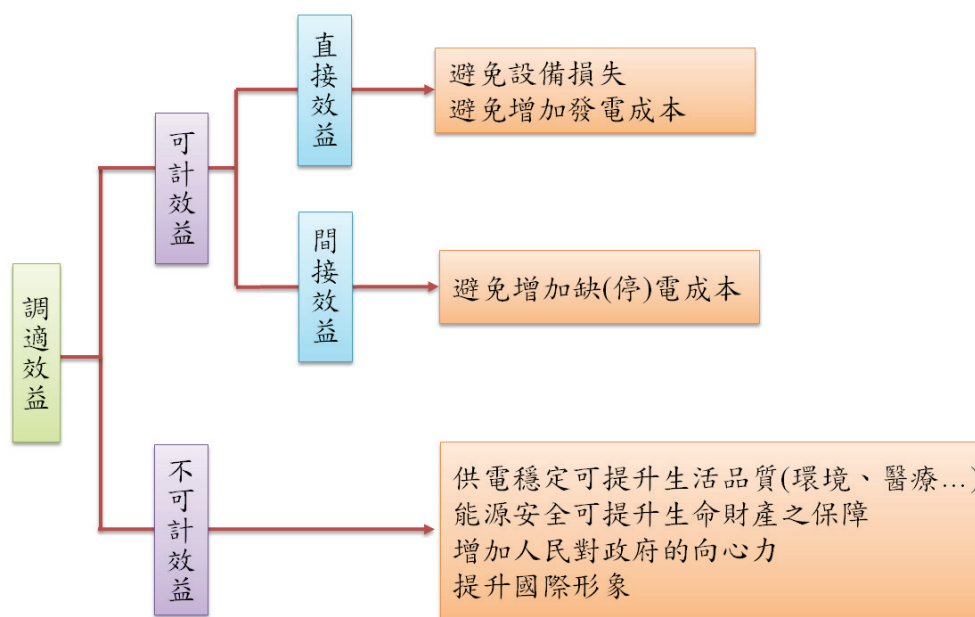 調適效益
可計效益
直接效益
避免設備損失
避免增加發電成本
間接效益
避免增加缺(停)電成本
不可計效益
供電穩定可提升生活品質(環境、醫療…)
能源安全可提升生命財產之保障
增加人民對政府的向心力
提升國際形象